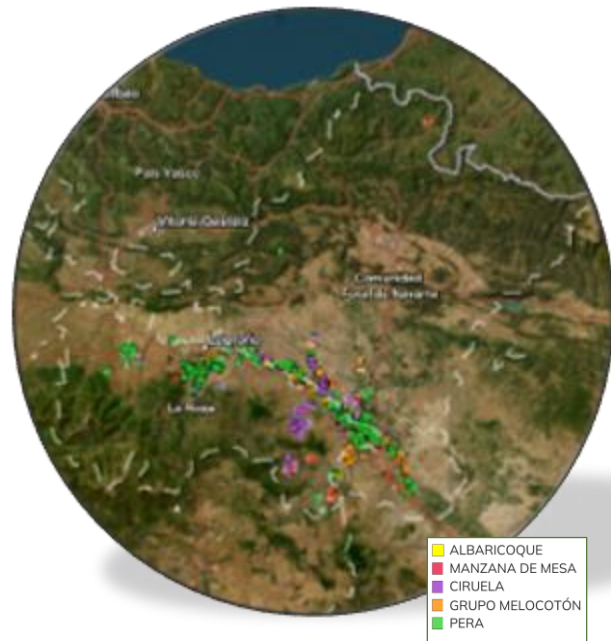 País Vasco
Vitoria-Gasteiz
Comunidad
Foral de Navarra
Logroño
La Rioja
ALBARICOQUE
MANZANA DE MESA
CIRUELA
GRUPO MELOCOTÓN
PERA